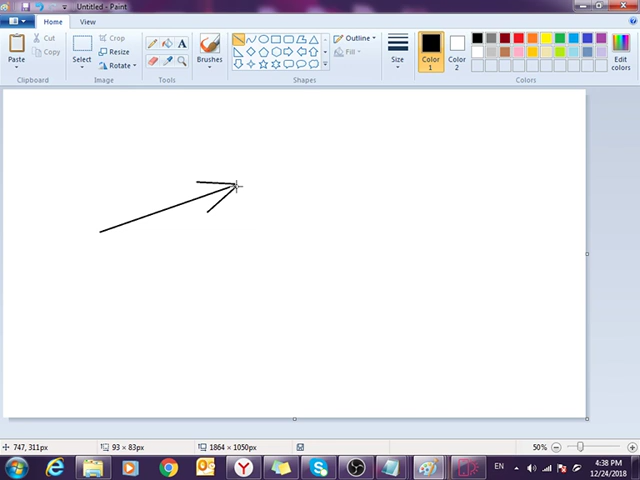 Untitled - Paint
Home
View
Paste
Cut
Copy
Clipboard
Select
Crop
Resize
Rotate
Image
A
Tools
Brushes
Outline
Fill
Shapes
Size
Color 1
Color 2
Edit colors
Colors
747, 311px
93 × 83px
1864 × 1050px
50%
EN
4:38 PM
12/24/2018